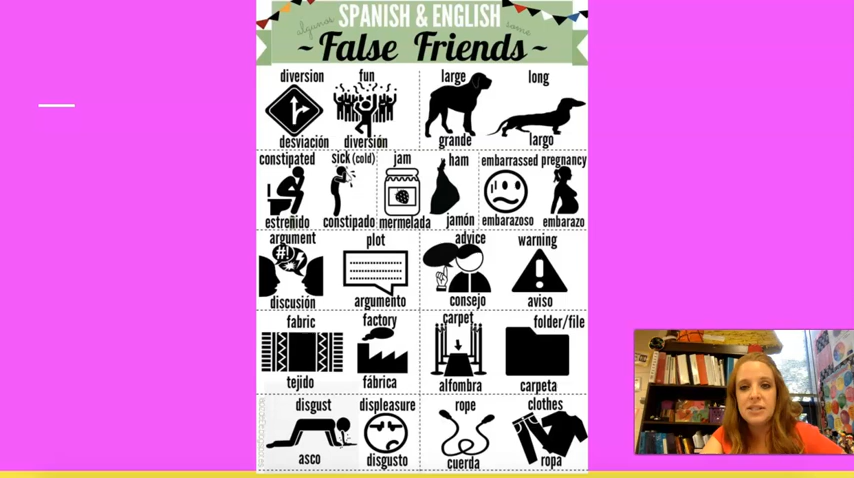 SPANISH & ENGLISH
algunos some
~False Friends~
diversion fun
desviación diversión
large long
grande largo
constipated sick (cold)
estreñido constipado
jam ham
mermelada jamón
embarrassed pregnancy
embarazoso embarazo
argument plot
discusión argumento
advice warning
consejo aviso
fabric factory
tejido fábrica
carpet folder/file
alfombra carpeta
disgust displeasure
asco disgusto
rope clothes
cuerda ropa